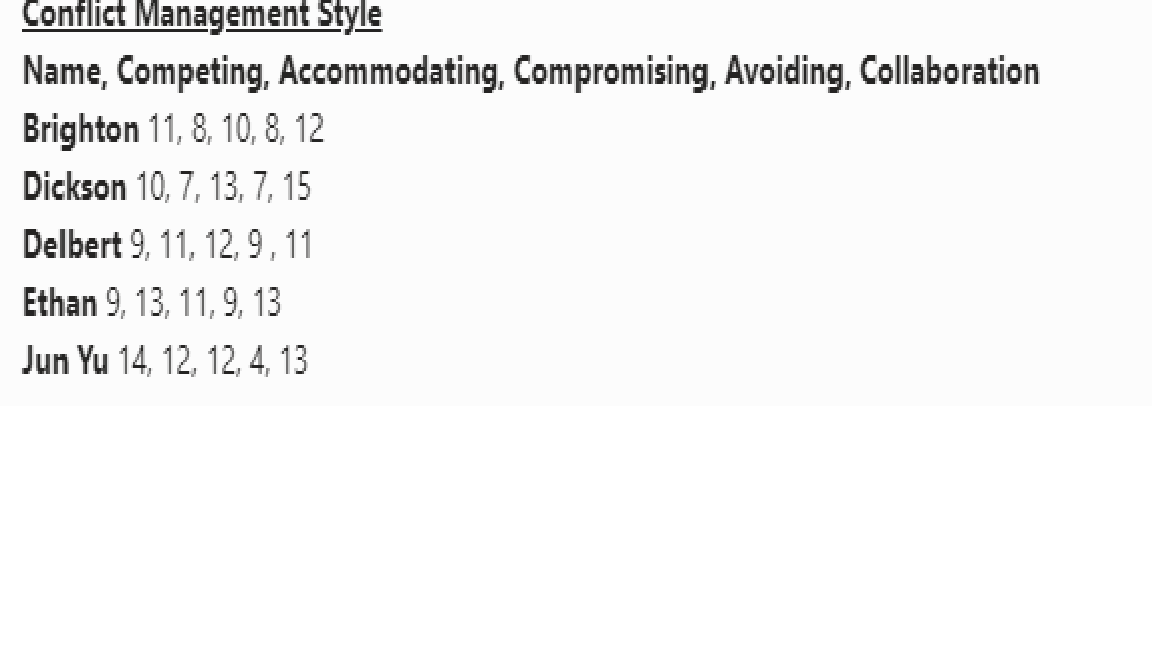 Conflict Management Style
Name, Competing, Accommodating, Compromising, Avoiding, Collaboration
Brighton 11, 8, 10, 8, 12
Dickson 10, 7, 13, 7, 15
Delbert 9, 11, 12, 9 , 11
Ethan 9, 13, 11, 9, 13
Jun Yu 14, 12, 12, 4, 13